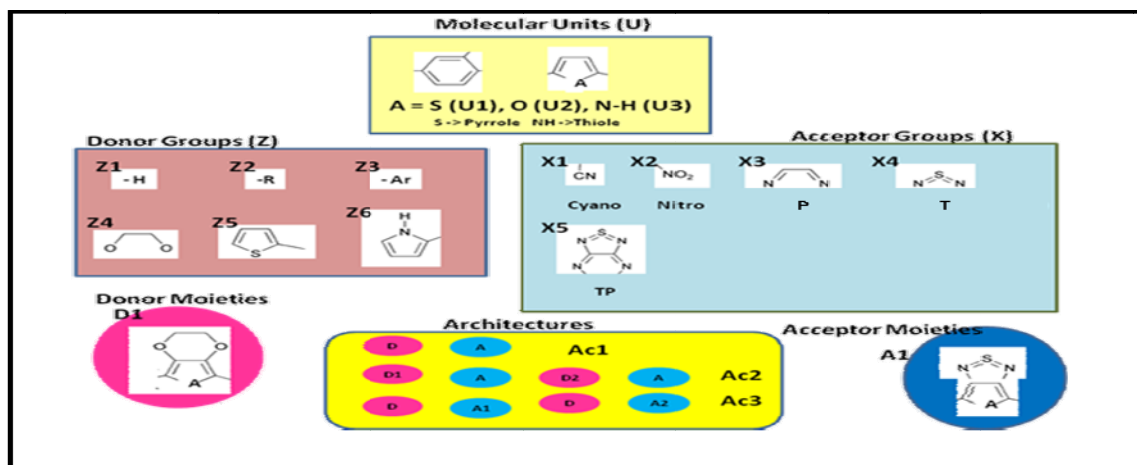 Molecular Units (U)
A
A = S (U1), O (U2), N-H (U3)
S -> Pyrrole NH ->Thiole
Donor Groups (Z)
Z1
- H
Z2
-R
Z3
- Ar
Z4
O O
Z5
S
Z6
H
N
Acceptor Groups (X)
X1
CN
Cyano
X2
NO2
Nitro
X3
N N
P
X4
N S N
T
X5
S
N N
N N
TP
Donor Moieties
D1
O O
A
Architectures
D A Ac1
D1 A D2 A Ac2
D A1 D A2 Ac3
Acceptor Moieties
A1
S
N N
A